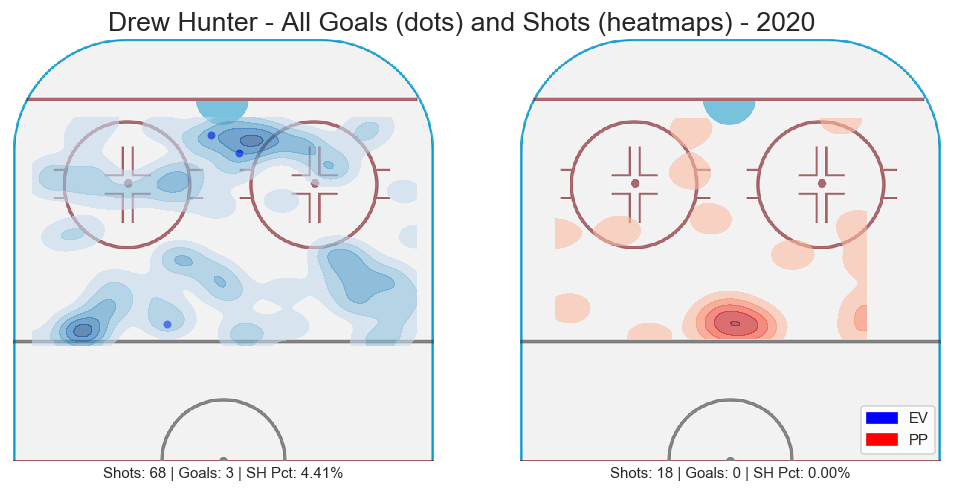 Drew Hunter - All Goals (dots) and Shots (heatmaps) - 2020
EV
PP
Shots: 68 | Goals: 3 | SH Pct: 4.41%
Shots: 18 | Goals: 0 | SH Pct: 0.00%